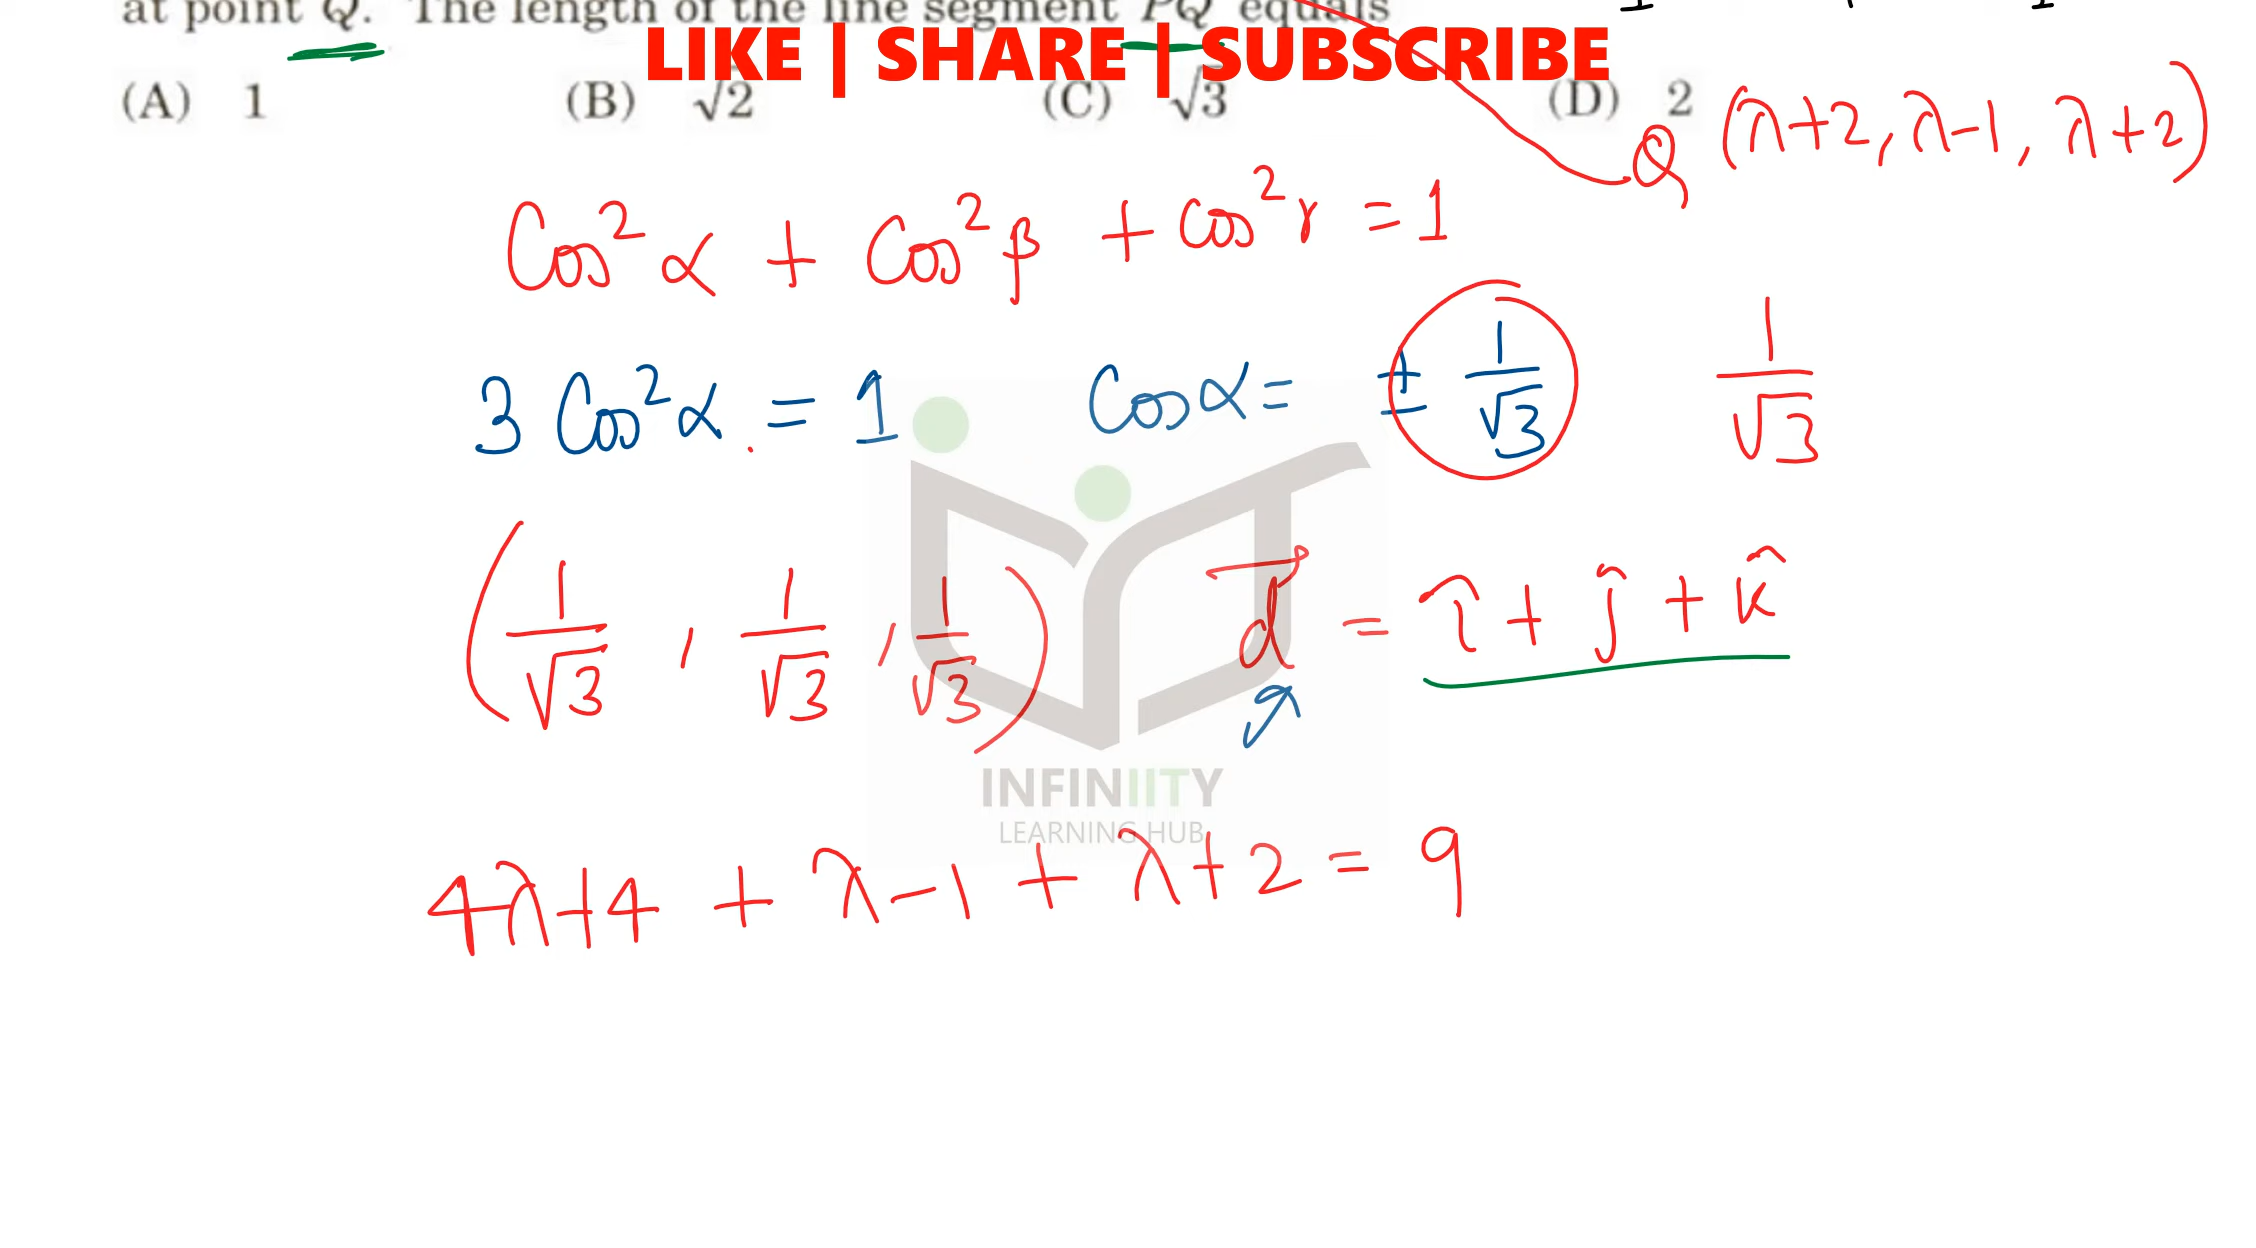 at point Q. The length of the line segment PQ equals
LIKE | SHARE | SUBSCRIBE
(A) 1 (B) √2 (C) √3 (D) 2
Q (λ+2, λ-1, λ+2)
Cos²α + Cos²β + cos²γ = 1
3 Cos²α = 1 Cosα = ± 1/√3 1/√3
(1/√3, 1/√3, 1/√3) d⃗ = î + ĵ + k̂
INFINIITY
LEARNING HUB
4λ+4 + λ-1 + λ+2 = 9